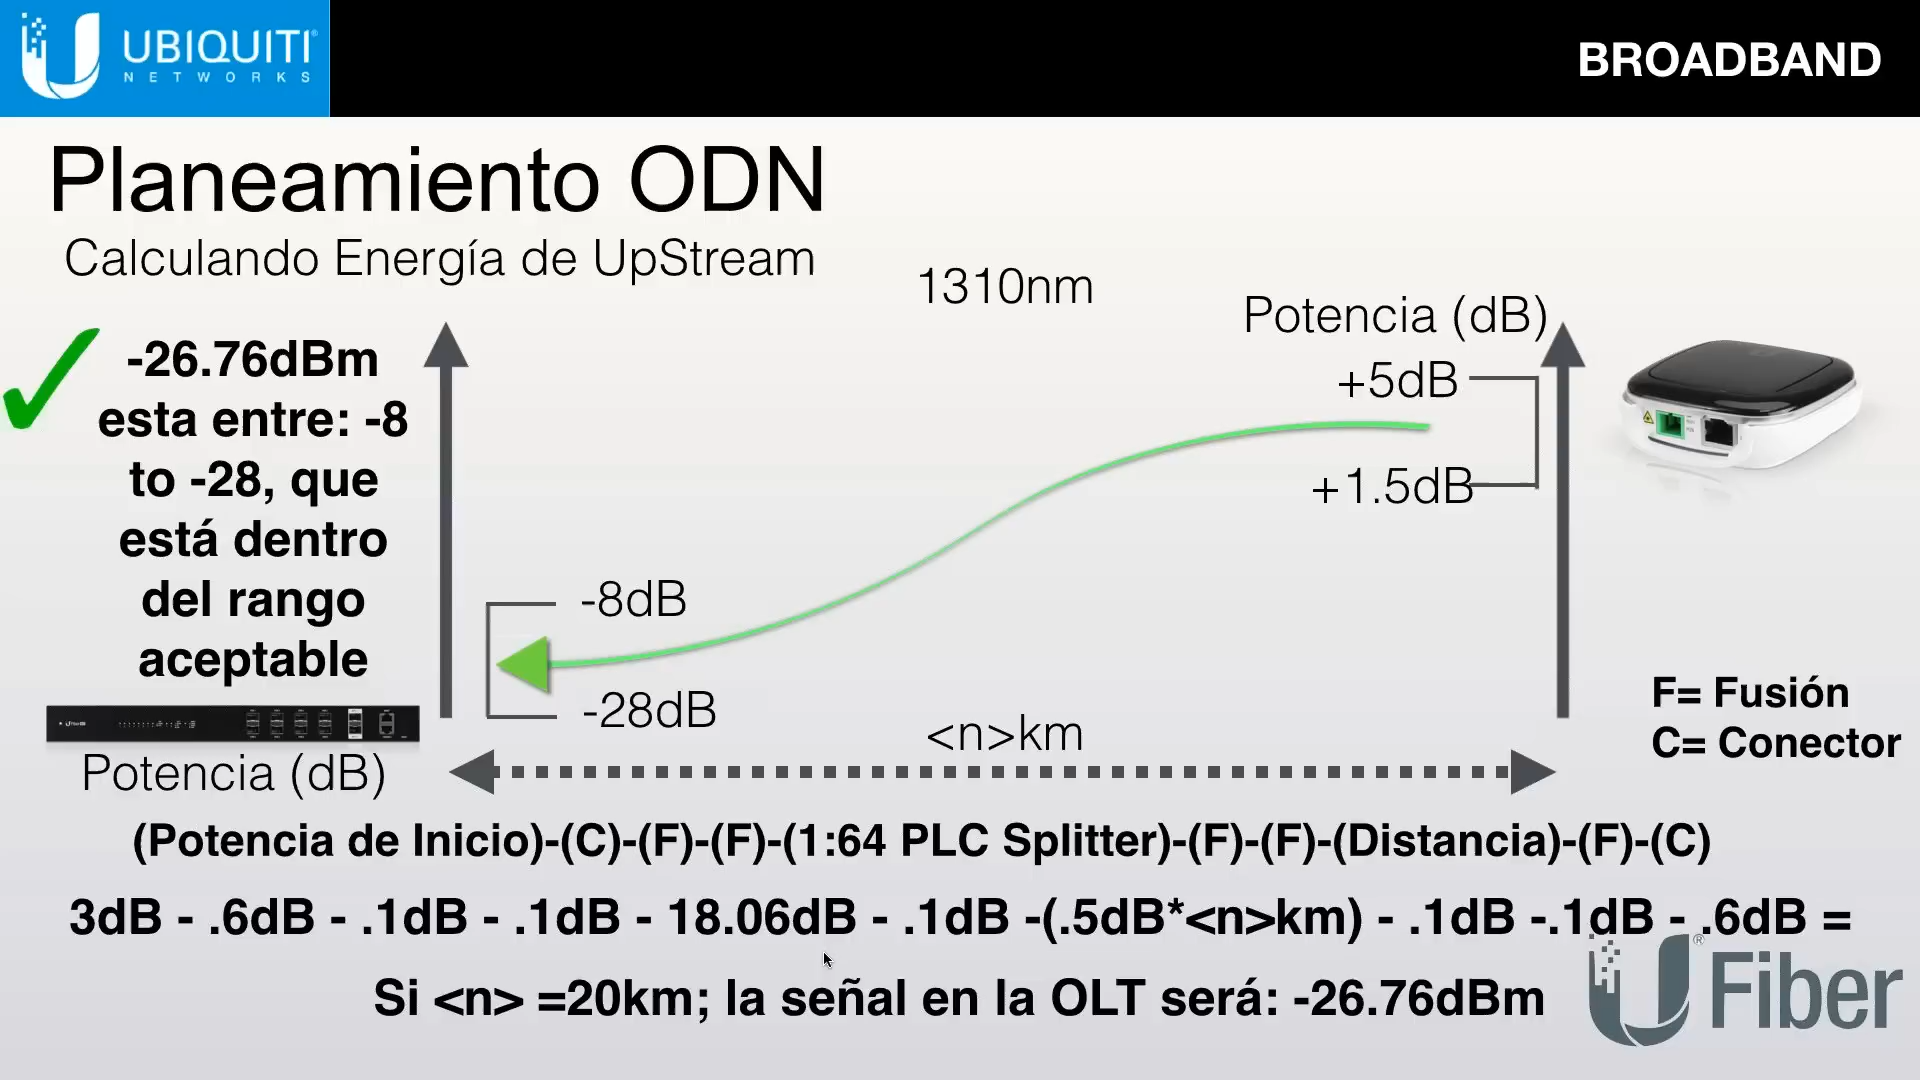 UBIQUITI®
NETWORKS
BROADBAND
Planeamiento ODN
Calculando Energía de UpStream
1310nm
Potencia (dB)
-26.76dBm
esta entre: -8
to -28, que
está dentro
del rango
aceptable
+5dB
+1.5dB
-8dB
-28dB
<n>km
F= Fusión
C= Conector
Potencia (dB)
(Potencia de Inicio)-(C)-(F)-(F)-(1:64 PLC Splitter)-(F)-(F)-(Distancia)-(F)-(C)
3dB - .6dB - .1dB - .1dB - 18.06dB - .1dB -(.5dB*<n>km) - .1dB -.1dB - .6dB =
Si <n> =20km; la señal en la OLT será: -26.76dBm
U® Fiber